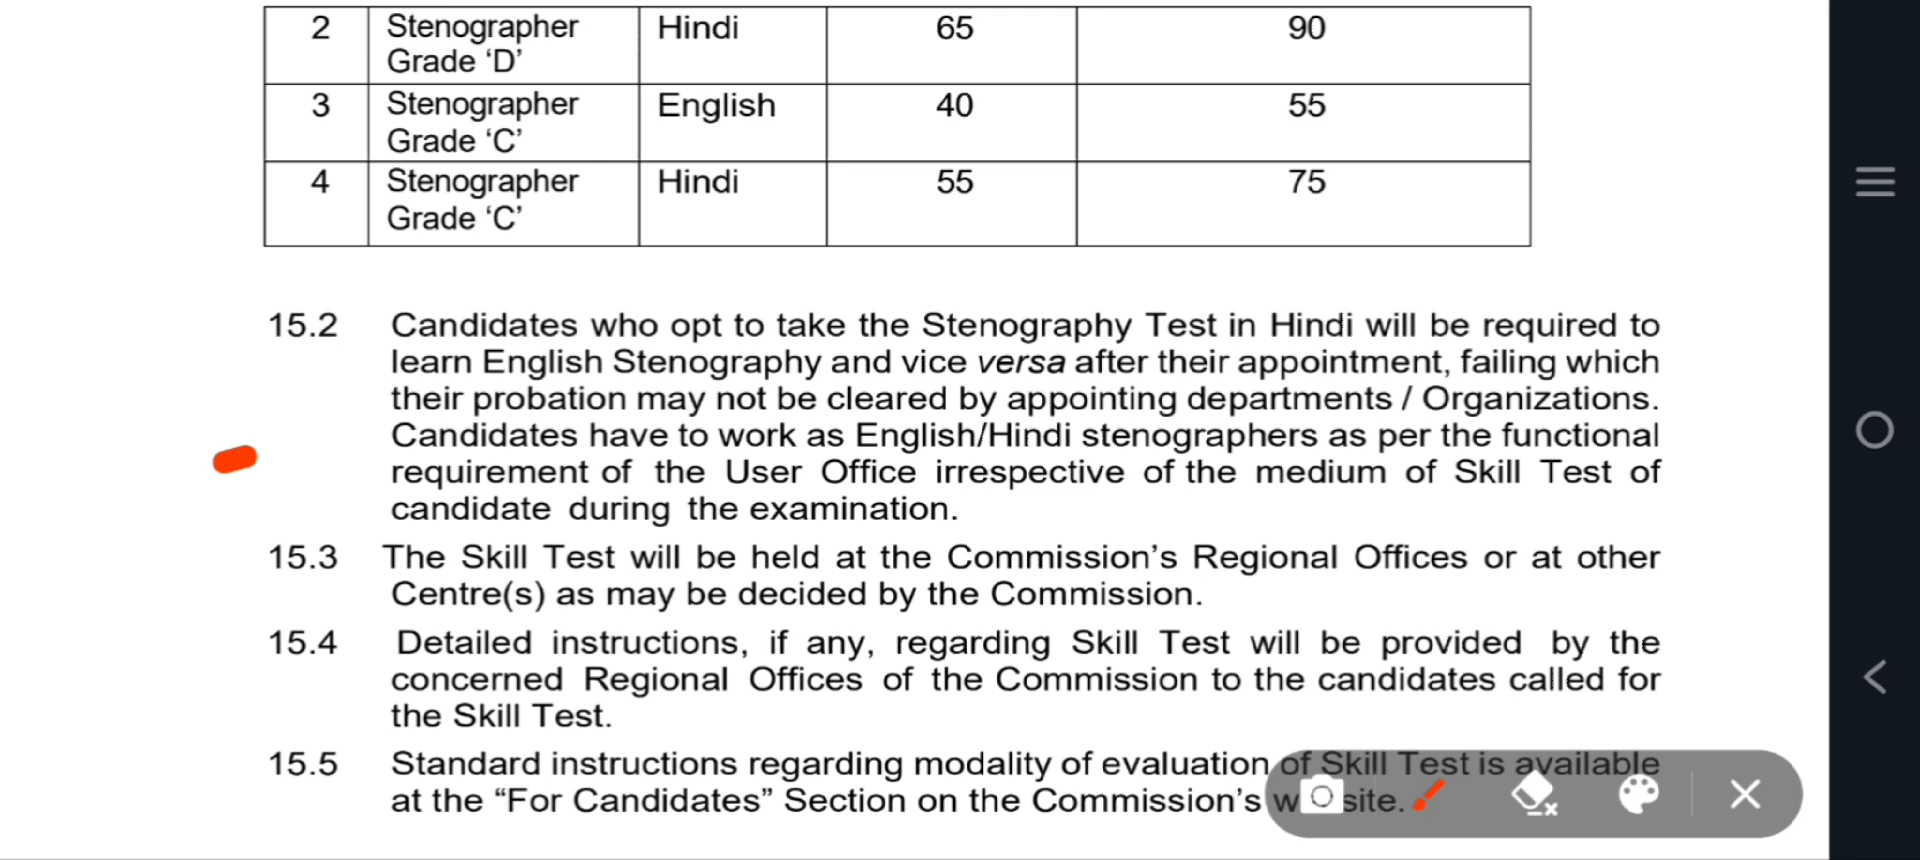 2 Stenographer Hindi 65 90
Grade ‘D’
3 Stenographer English 40 55
Grade ‘C’
4 Stenographer Hindi 55 75
Grade ‘C’
15.2 Candidates who opt to take the Stenography Test in Hindi will be required to
learn English Stenography and vice versa after their appointment, failing which
their probation may not be cleared by appointing departments / Organizations.
Candidates have to work as English/Hindi stenographers as per the functional
requirement of the User Office irrespective of the medium of Skill Test of
candidate during the examination.
15.3 The Skill Test will be held at the Commission’s Regional Offices or at other
Centre(s) as may be decided by the Commission.
15.4 Detailed instructions, if any, regarding Skill Test will be provided by the
concerned Regional Offices of the Commission to the candidates called for
the Skill Test.
15.5 Standard instructions regarding modality of evaluation of Skill Test is available
at the “For Candidates” Section on the Commission’s